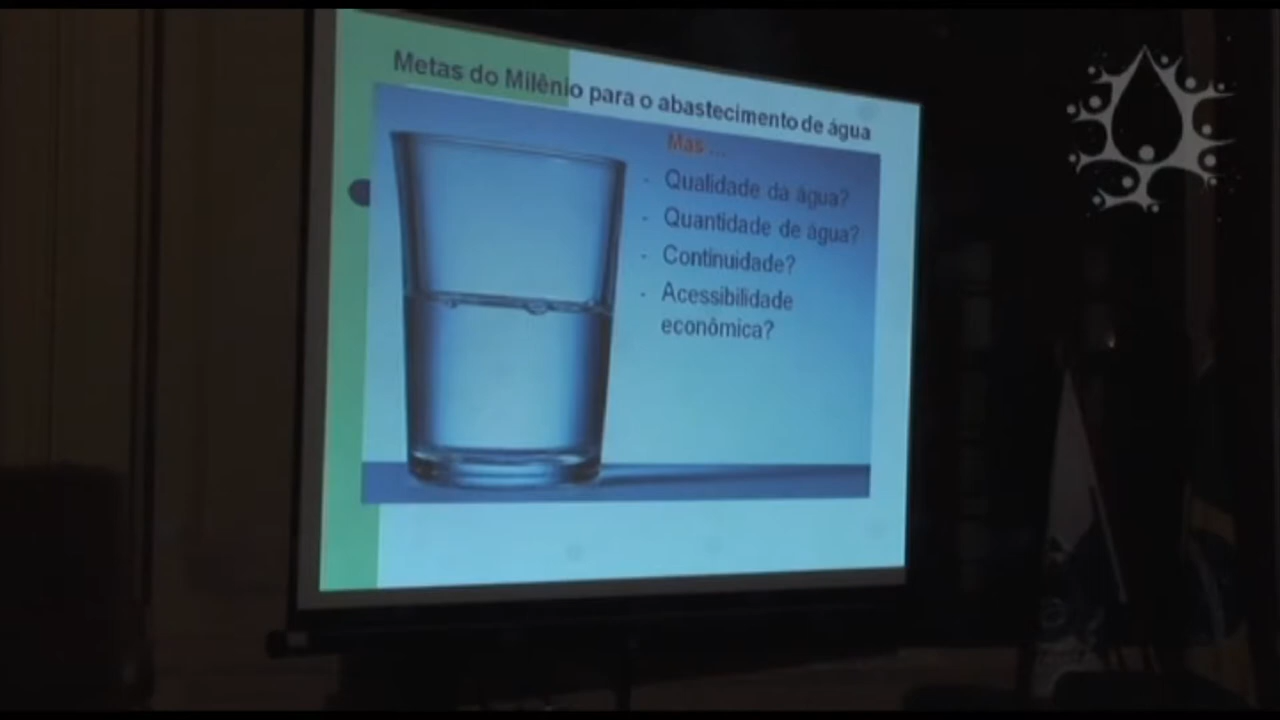 Metas do Milênio para o abastecimento de água
Mas ...
- Qualidade da água?
- Quantidade de água?
- Continuidade?
- Acessibilidade
econômica?